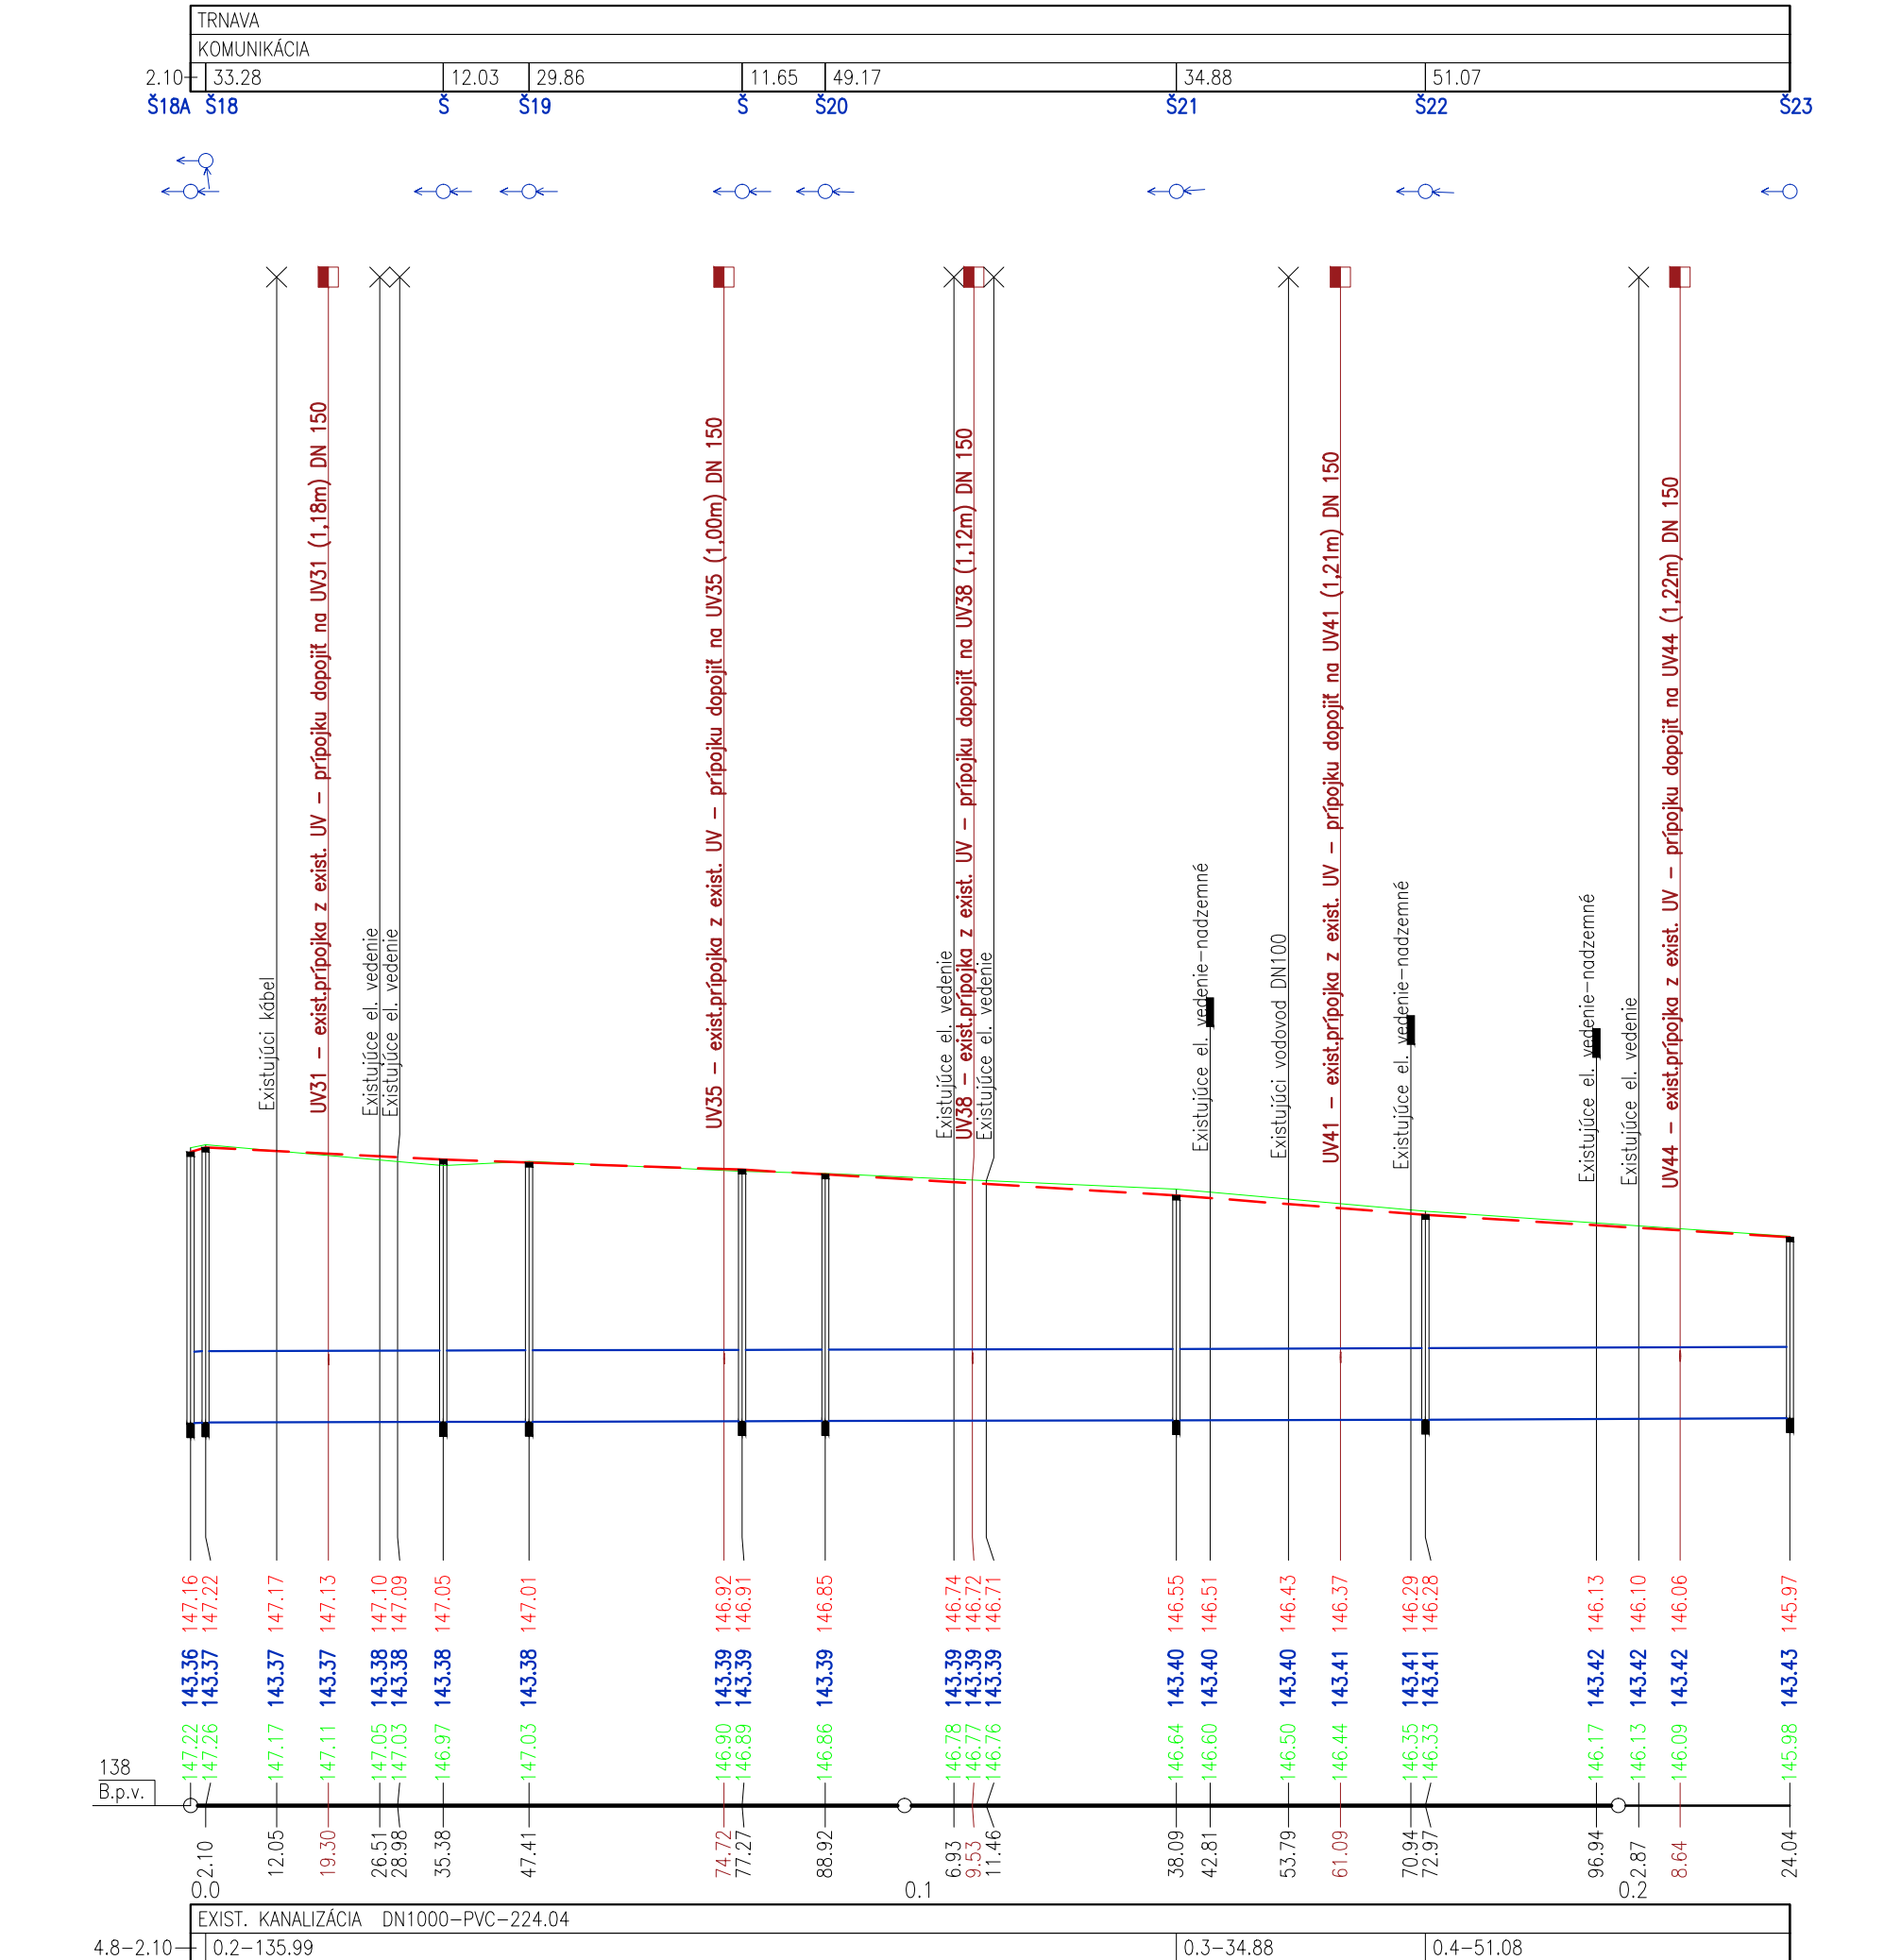 TRNAVA
KOMUNIKÁCIA
2.10 33.28 12.03 29.86 11.65 49.17 34.88 51.07
Š18A Š18 Š Š19 Š Š20 Š21 Š22 Š23
Existujúci kábel
UV31 – exist.prípojka z exist. UV – prípojku dopojiť na UV31 (1,18m) DN 150
Existujúce el. vedenie
Existujúce el. vedenie
UV35 – exist.prípojka z exist. UV – prípojku dopojiť na UV35 (1,00m) DN 150
Existujúce el. vedenie
UV38 – exist.prípojka z exist. UV – prípojku dopojiť na UV38 (1,12m) DN 150
Existujúce el. vedenie
Existujúce el. vedenie–nadzemné
Existujúci vodovod DN100
UV41 – exist.prípojka z exist. UV – prípojku dopojiť na UV41 (1,21m) DN 150
Existujúce el. vedenie–nadzemné
Existujúce el. vedenie–nadzemné
Existujúce el. vedenie
UV44 – exist.prípojka z exist. UV – prípojku dopojiť na UV44 (1,22m) DN 150
147.16 147.22 147.17 147.13 147.10 147.09 147.05 147.01 146.92 146.91 146.85 146.74 146.72 146.71 146.55 146.51 146.43 146.37 146.29 146.28 146.13 146.10 146.06 145.97
143.36 143.37 143.37 143.37 143.38 143.38 143.38 143.38 143.39 143.39 143.39 143.39 143.39 143.39 143.40 143.40 143.40 143.41 143.41 143.41 143.42 143.42 143.42 143.43
147.22 147.26 147.17 147.11 147.05 147.03 146.97 147.03 146.90 146.89 146.86 146.78 146.77 146.76 146.64 146.60 146.50 146.44 146.35 146.33 146.17 146.13 146.09 145.98
138
B.p.v.
2.10 12.05 19.30 26.51 28.98 35.38 47.41 74.72 77.27 88.92 6.93 9.53 11.46 38.09 42.81 53.79 61.09 70.94 72.97 96.94 2.87 8.64 24.04
0.0 0.1 0.2
EXIST. KANALIZÁCIA DN1000–PVC–224.04
4.8–2.10 0.2–135.99 0.3–34.88 0.4–51.08